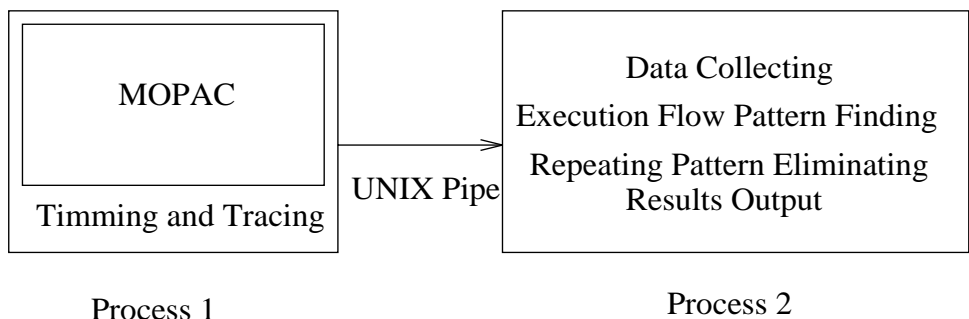 MOPAC
Timming and Tracing
UNIX Pipe
Data Collecting
Execution Flow Pattern Finding
Repeating Pattern Eliminating
Results Output
Process 1
Process 2